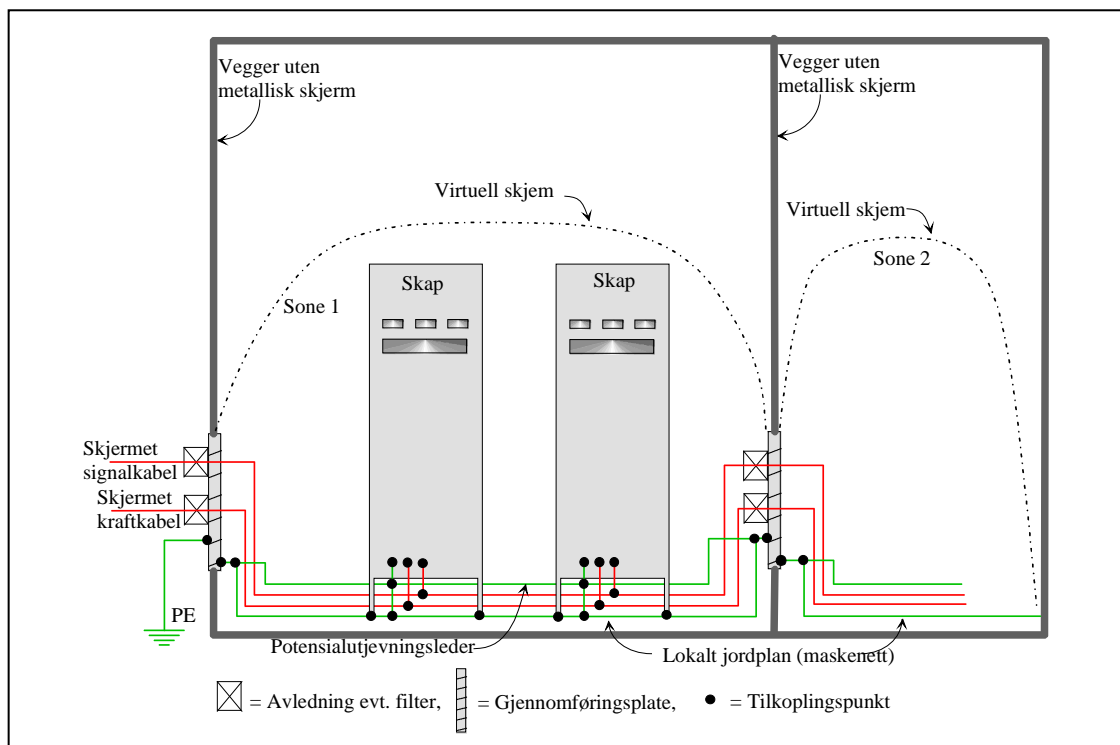 Vegger uten
metallisk skjerm
Vegger uten
metallisk skjerm
Virtuell skjem
Virtuell skjem
Sone 2
Skap
Skap
Sone 1
Skjermet
signalkabel
Skjermet
kraftkabel
PE
Potensialutjevningsleder
Lokalt jordplan (maskenett)
= Avledning evt. filter,
= Gjennomføringsplate,
= Tilkoplingspunkt